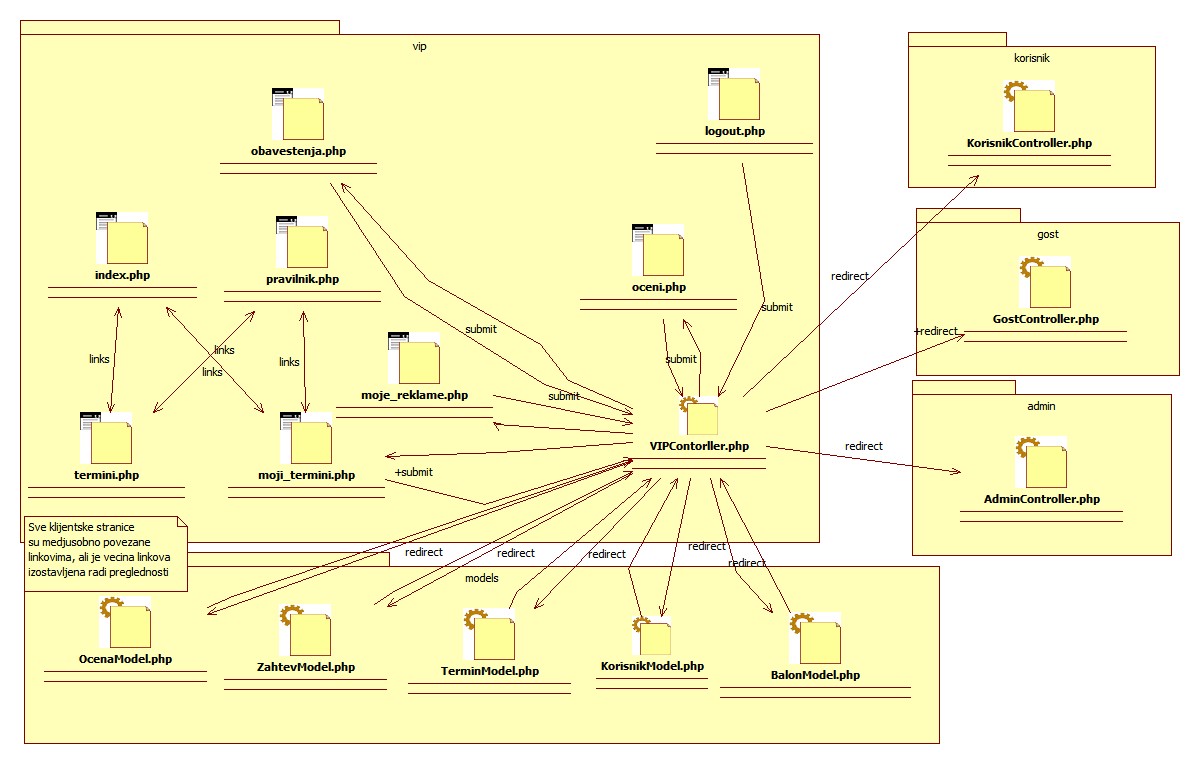 vip
korisnik
KorisnikController.php
logout.php
obavestenja.php
gost
GostController.php
index.php
pravilnik.php
oceni.php
redirect
submit
submit
+redirect
links
links
links
links
submit
moje_reklame.php
submit
admin
AdminController.php
VIPContorller.php
redirect
termini.php
moji_termini.php
+submit
Sve klijentske stranice
su medjusobno povezane
linkovima, ali je vecina linkova
izostavljena radi preglednosti
redirect
redirect
redirect
redirect
redirect
models
OcenaModel.php
ZahtevModel.php
TerminModel.php
KorisnikModel.php
BalonModel.php